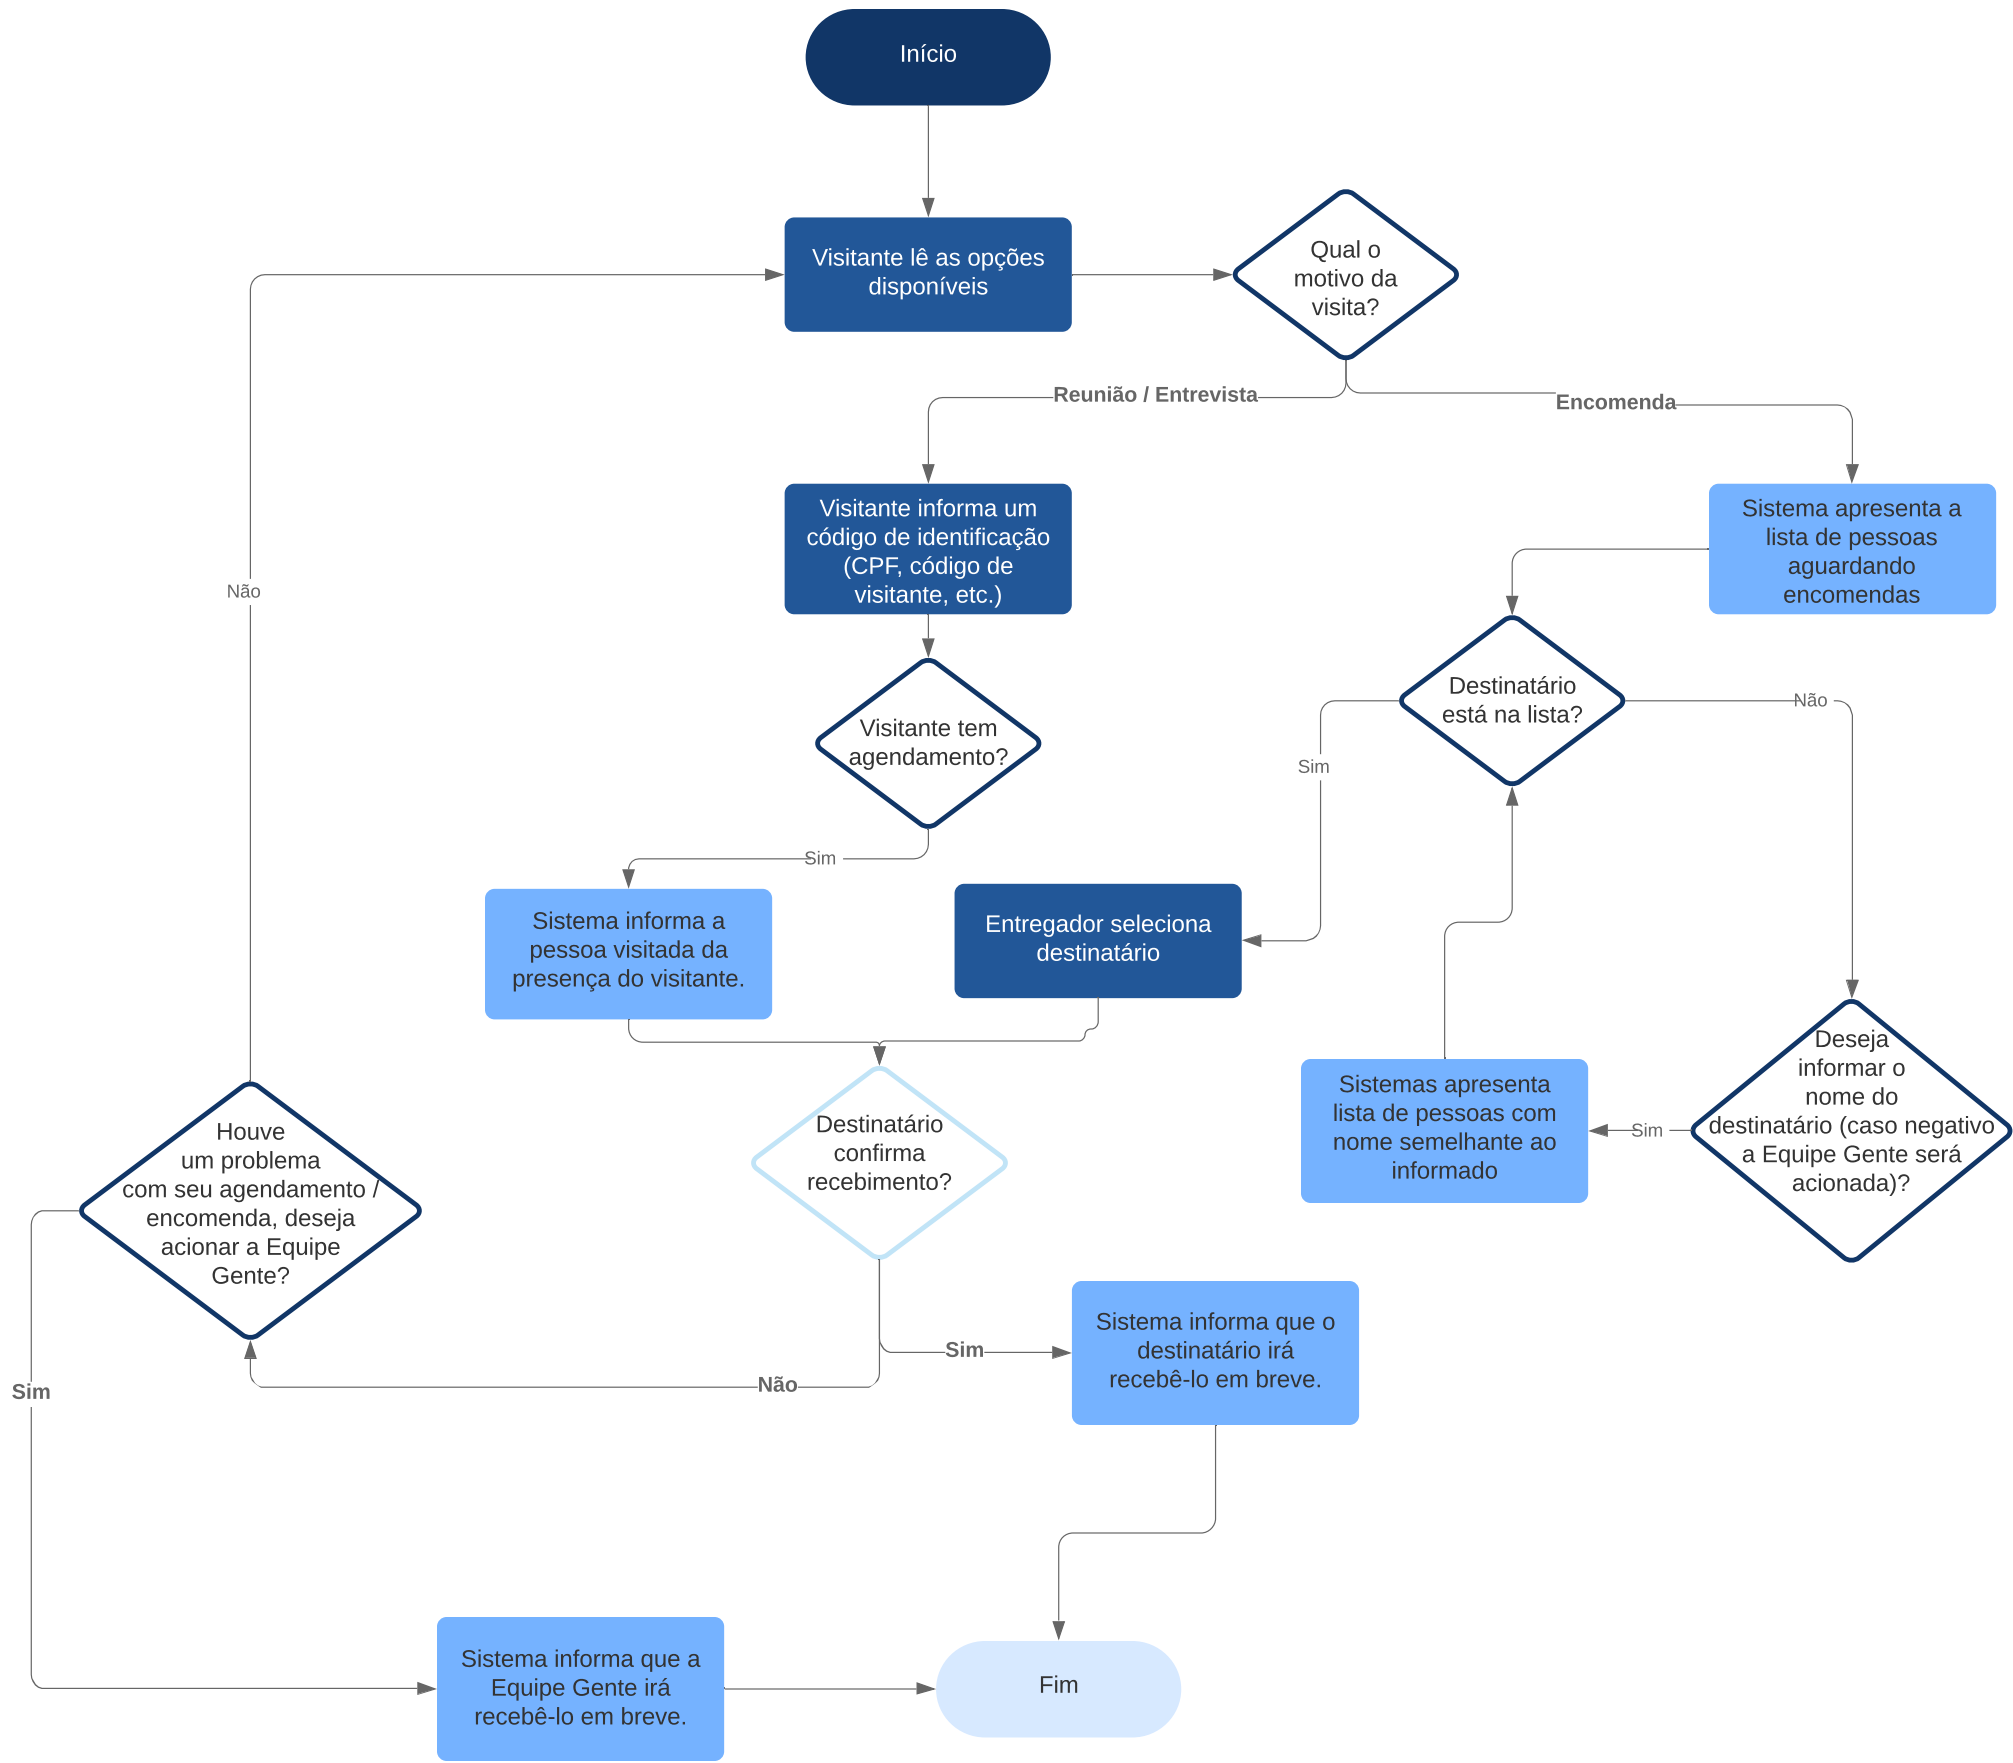 Início
Visitante lê as opções
disponíveis
Qual o
motivo da
visita?
Reunião / Entrevista
Encomenda
Visitante informa um
código de identificação
(CPF, código de
visitante, etc.)
Sistema apresenta a
lista de pessoas
aguardando
encomendas
Não
Visitante tem
agendamento?
Destinatário
está na lista?
Não
Sim
Sim
Sistema informa a
pessoa visitada da
presença do visitante.
Entregador seleciona
destinatário
Deseja
informar o
nome do
destinatário (caso negativo
a Equipe Gente será
acionada)?
Sim
Sistemas apresenta
lista de pessoas com
nome semelhante ao
informado
Destinatário
confirma
recebimento?
Houve
um problema
com seu agendamento /
encomenda, deseja
acionar a Equipe
Gente?
Sim
Não
Sim
Sistema informa que o
destinatário irá
recebê-lo em breve.
Sistema informa que a
Equipe Gente irá
recebê-lo em breve.
Fim